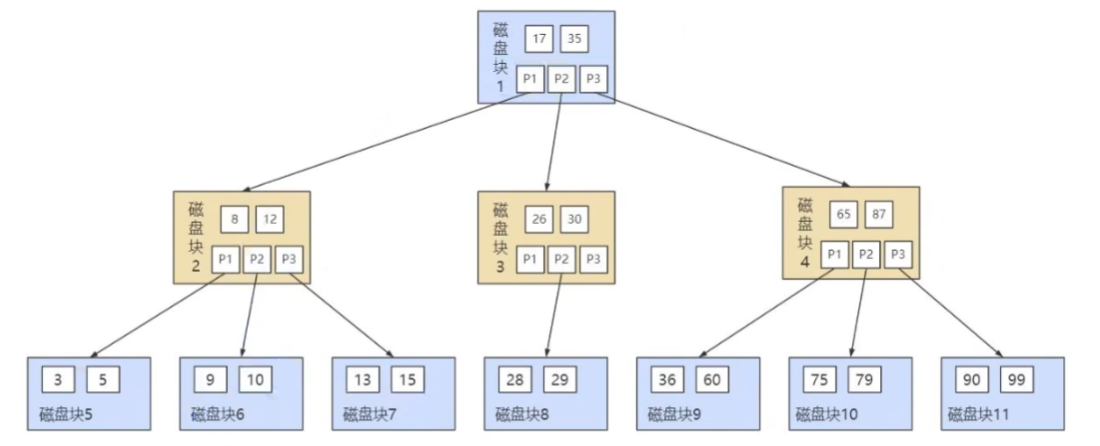 磁盘块1
17 35
P1 P2 P3
磁盘块2
8 12
P1 P2 P3
磁盘块3
26 30
P1 P2 P3
磁盘块4
65 87
P1 P2 P3
3 5
磁盘块5
9 10
磁盘块6
13 15
磁盘块7
28 29
磁盘块8
36 60
磁盘块9
75 79
磁盘块10
90 99
磁盘块11